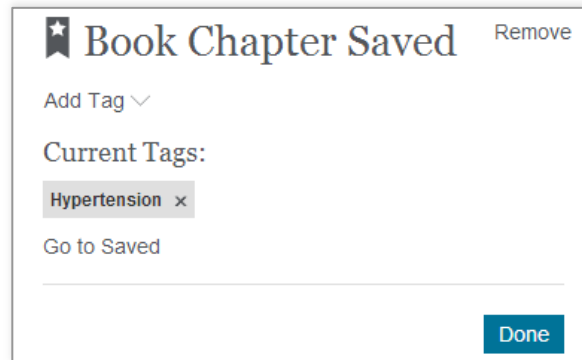 Book Chapter Saved
Remove
Add Tag
Current Tags:
Hypertension ×
Go to Saved
Done